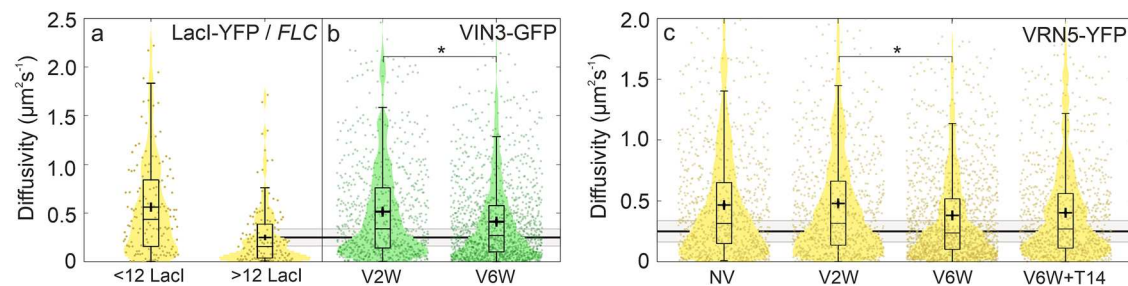 a LacI-YFP / FLC
Diffusivity (µm²s⁻¹)
2.5
2.0
1.5
1.0
0.5
0
<12 LacI >12 LacI
b VIN3-GFP
*
V2W V6W
c VRN5-YFP
Diffusivity (µm²s⁻¹)
2.0
1.5
1.0
0.5
0
*
NV V2W V6W V6W+T14